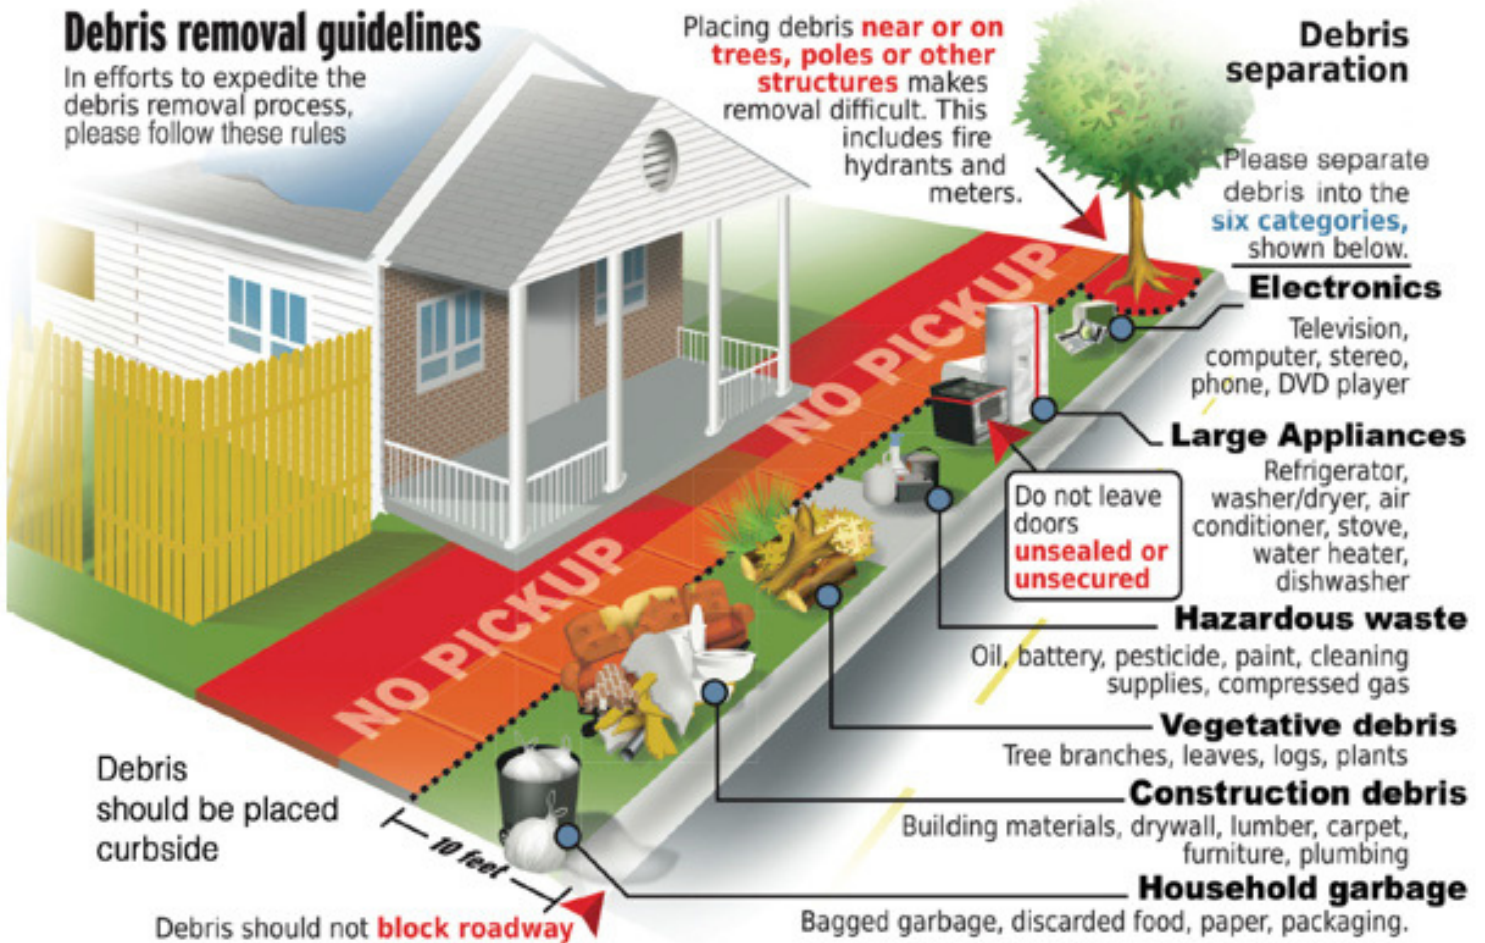 Debris removal guidelines
In efforts to expedite the
debris removal process,
please follow these rules
Placing debris near or on
trees, poles or other
structures makes
removal difficult. This
includes fire
hydrants and
meters.
Debris
separation
Please separate
debris into the
six categories,
shown below.
Electronics
Television,
computer, stereo,
phone, DVD player
Large Appliances
Refrigerator,
washer/dryer, air
conditioner, stove,
water heater,
dishwasher
Do not leave
doors
unsealed or
unsecured
Hazardous waste
Oil, battery, pesticide, paint, cleaning
supplies, compressed gas
Vegetative debris
Tree branches, leaves, logs, plants
Construction debris
Building materials, drywall, lumber, carpet,
furniture, plumbing
Household garbage
Bagged garbage, discarded food, paper, packaging.
NO PICKUP
NO PICKUP
Debris
should be placed
curbside
10 feet
Debris should not block roadway